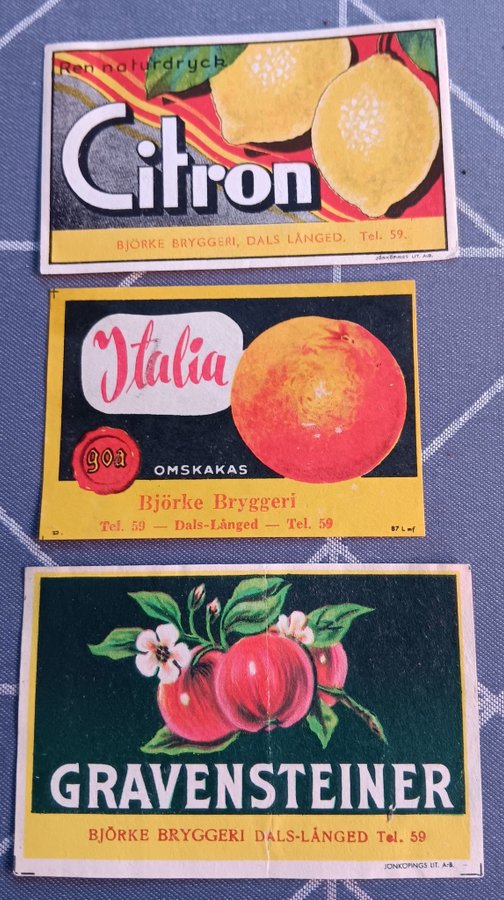 Ren naturdryck
Citron
BJÖRKE BRYGGERI, DALS LÅNGED. Tel. 59.
JÖNKÖPINGS LIT. A.-B.
Italia
goa
OMSKAKAS
Björke Bryggeri
Tel. 59 — Dals-Långed — Tel. 59
87 L mf
GRAVENSTEINER
BJÖRKE BRYGGERI DALS-LÅNGED Tel. 59
JÖNKÖPINGS LIT. A.-B.